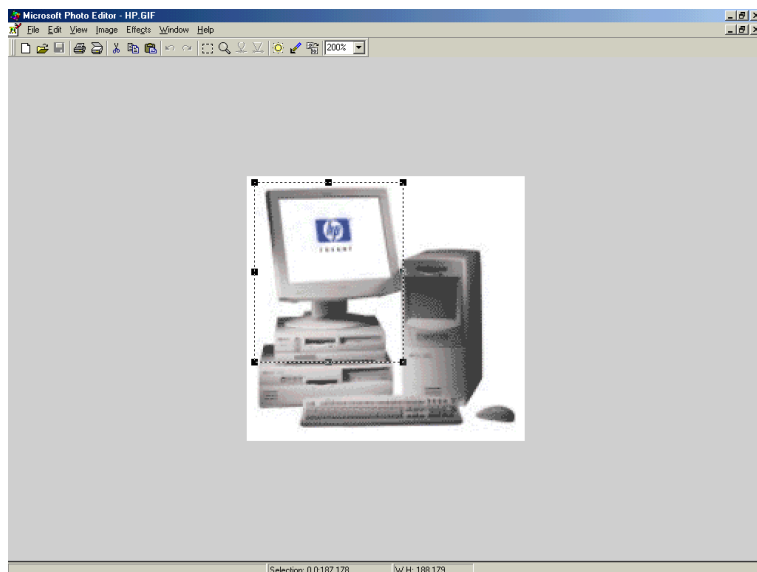 Microsoft Photo Editor - HP.GIF
File Edit View Image Effects Window Help
200%
hp
invent
Selection: 0,0:187,178 W,H: 188,179